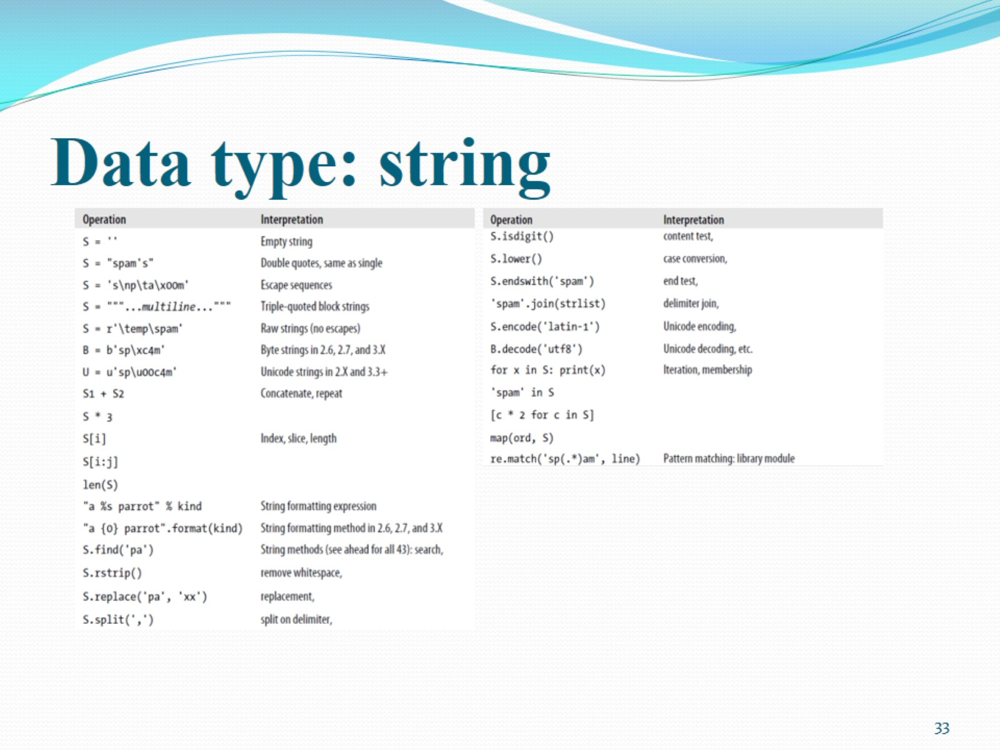 Data type: string
Operation Interpretation
S = '' Empty string
S = "spam's" Double quotes, same as single
S = 's\np\ta\x00m' Escape sequences
S = """...multiline...""" Triple-quoted block strings
S = r'\temp\spam' Raw strings (no escapes)
B = b'sp\xc4m' Byte strings in 2.6, 2.7, and 3.X
U = u'sp\u00c4m' Unicode strings in 2.X and 3.3+
S1 + S2 Concatenate, repeat
S * 3
S[i] Index, slice, length
S[i:j]
len(S)
"a %s parrot" % kind String formatting expression
"a {0} parrot".format(kind) String formatting method in 2.6, 2.7, and 3.X
S.find('pa') String methods (see ahead for all 43): search,
S.rstrip() remove whitespace,
S.replace('pa', 'xx') replacement,
S.split(',') split on delimiter,
Operation Interpretation
S.isdigit() content test,
S.lower() case conversion,
S.endswith('spam') end test,
'spam'.join(strlist) delimiter join,
S.encode('latin-1') Unicode encoding,
B.decode('utf8') Unicode decoding, etc.
for x in S: print(x) Iteration, membership
'spam' in S
[c * 2 for c in S]
map(ord, S)
re.match('sp(.*)am', line) Pattern matching: library module
33